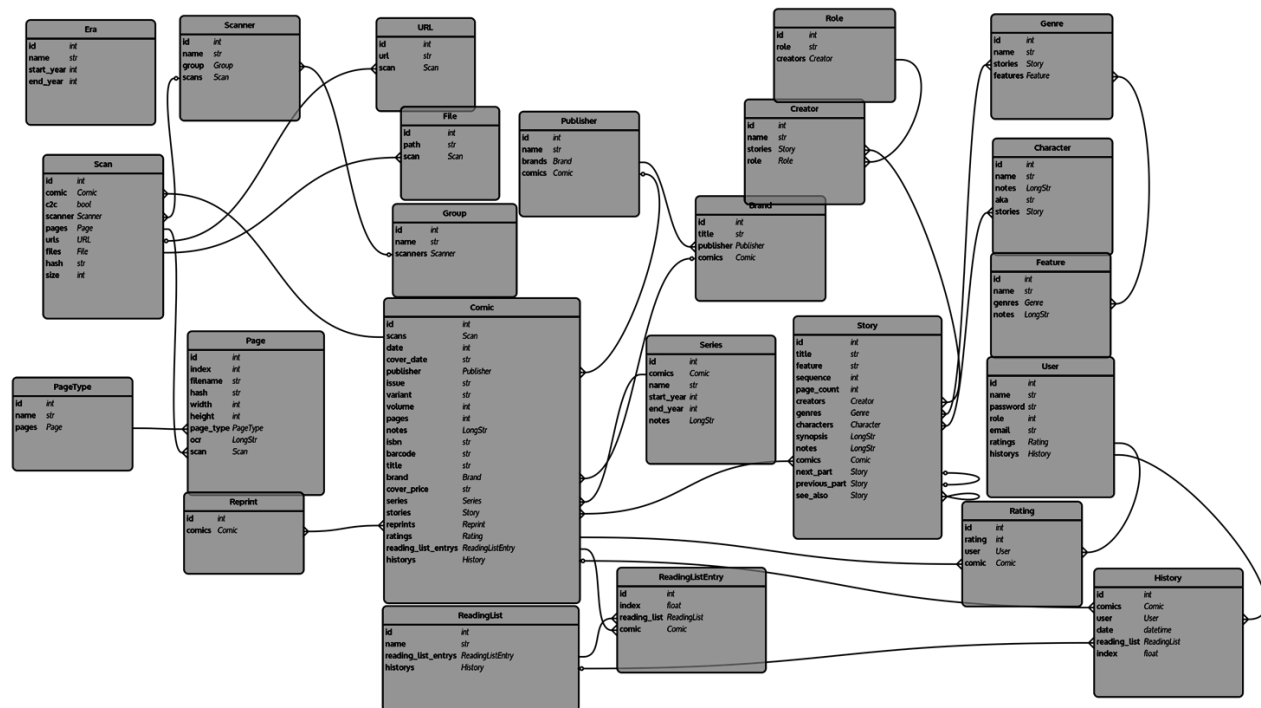 Era
id int
name str
start_year int
end_year int
Scanner
id int
name str
group Group
scans Scan
URL
id int
url str
scan Scan
File
id int
path str
scan Scan
Publisher
id int
name str
brands Brand
comics Comic
Role
id int
role str
creators Creator
Creator
id int
name str
stories Story
role Role
Genre
id int
name str
stories Story
features Feature
Character
id int
name str
notes LongStr
aka str
stories Story
Scan
id int
comic Comic
c2c bool
scanner Scanner
pages Page
urls URL
files File
hash str
size int
Group
id int
name str
scanners Scanner
Brand
id int
title str
publisher Publisher
comics Comic
Feature
id int
name str
genres Genre
notes LongStr
Comic
id int
scans Scan
date int
cover_date str
publisher Publisher
issue str
variant str
volume int
pages int
notes LongStr
isbn str
barcode str
title str
brand Brand
cover_price str
series Series
stories Story
reprints Reprint
ratings Rating
reading_list_entrys ReadingListEntry
historys History
Page
id int
index int
filename str
hash str
width int
height int
page_type PageType
ocr LongStr
scan Scan
PageType
id int
name str
pages Page
Series
id int
comics Comic
name str
start_year int
end_year int
notes LongStr
Story
id int
title str
feature str
sequence int
page_count int
creators Creator
genres Genre
characters Character
synopsis LongStr
notes LongStr
comics Comic
next_part Story
previous_part Story
see_also Story
User
id int
name str
password str
role int
email str
ratings Rating
historys History
Reprint
id int
comics Comic
Rating
id int
rating int
user User
comic Comic
ReadingListEntry
id int
index float
reading_list ReadingList
comic Comic
History
id int
comics Comic
user User
date datetime
reading_list ReadingList
index float
ReadingList
id int
name str
reading_list_entrys ReadingListEntry
historys History